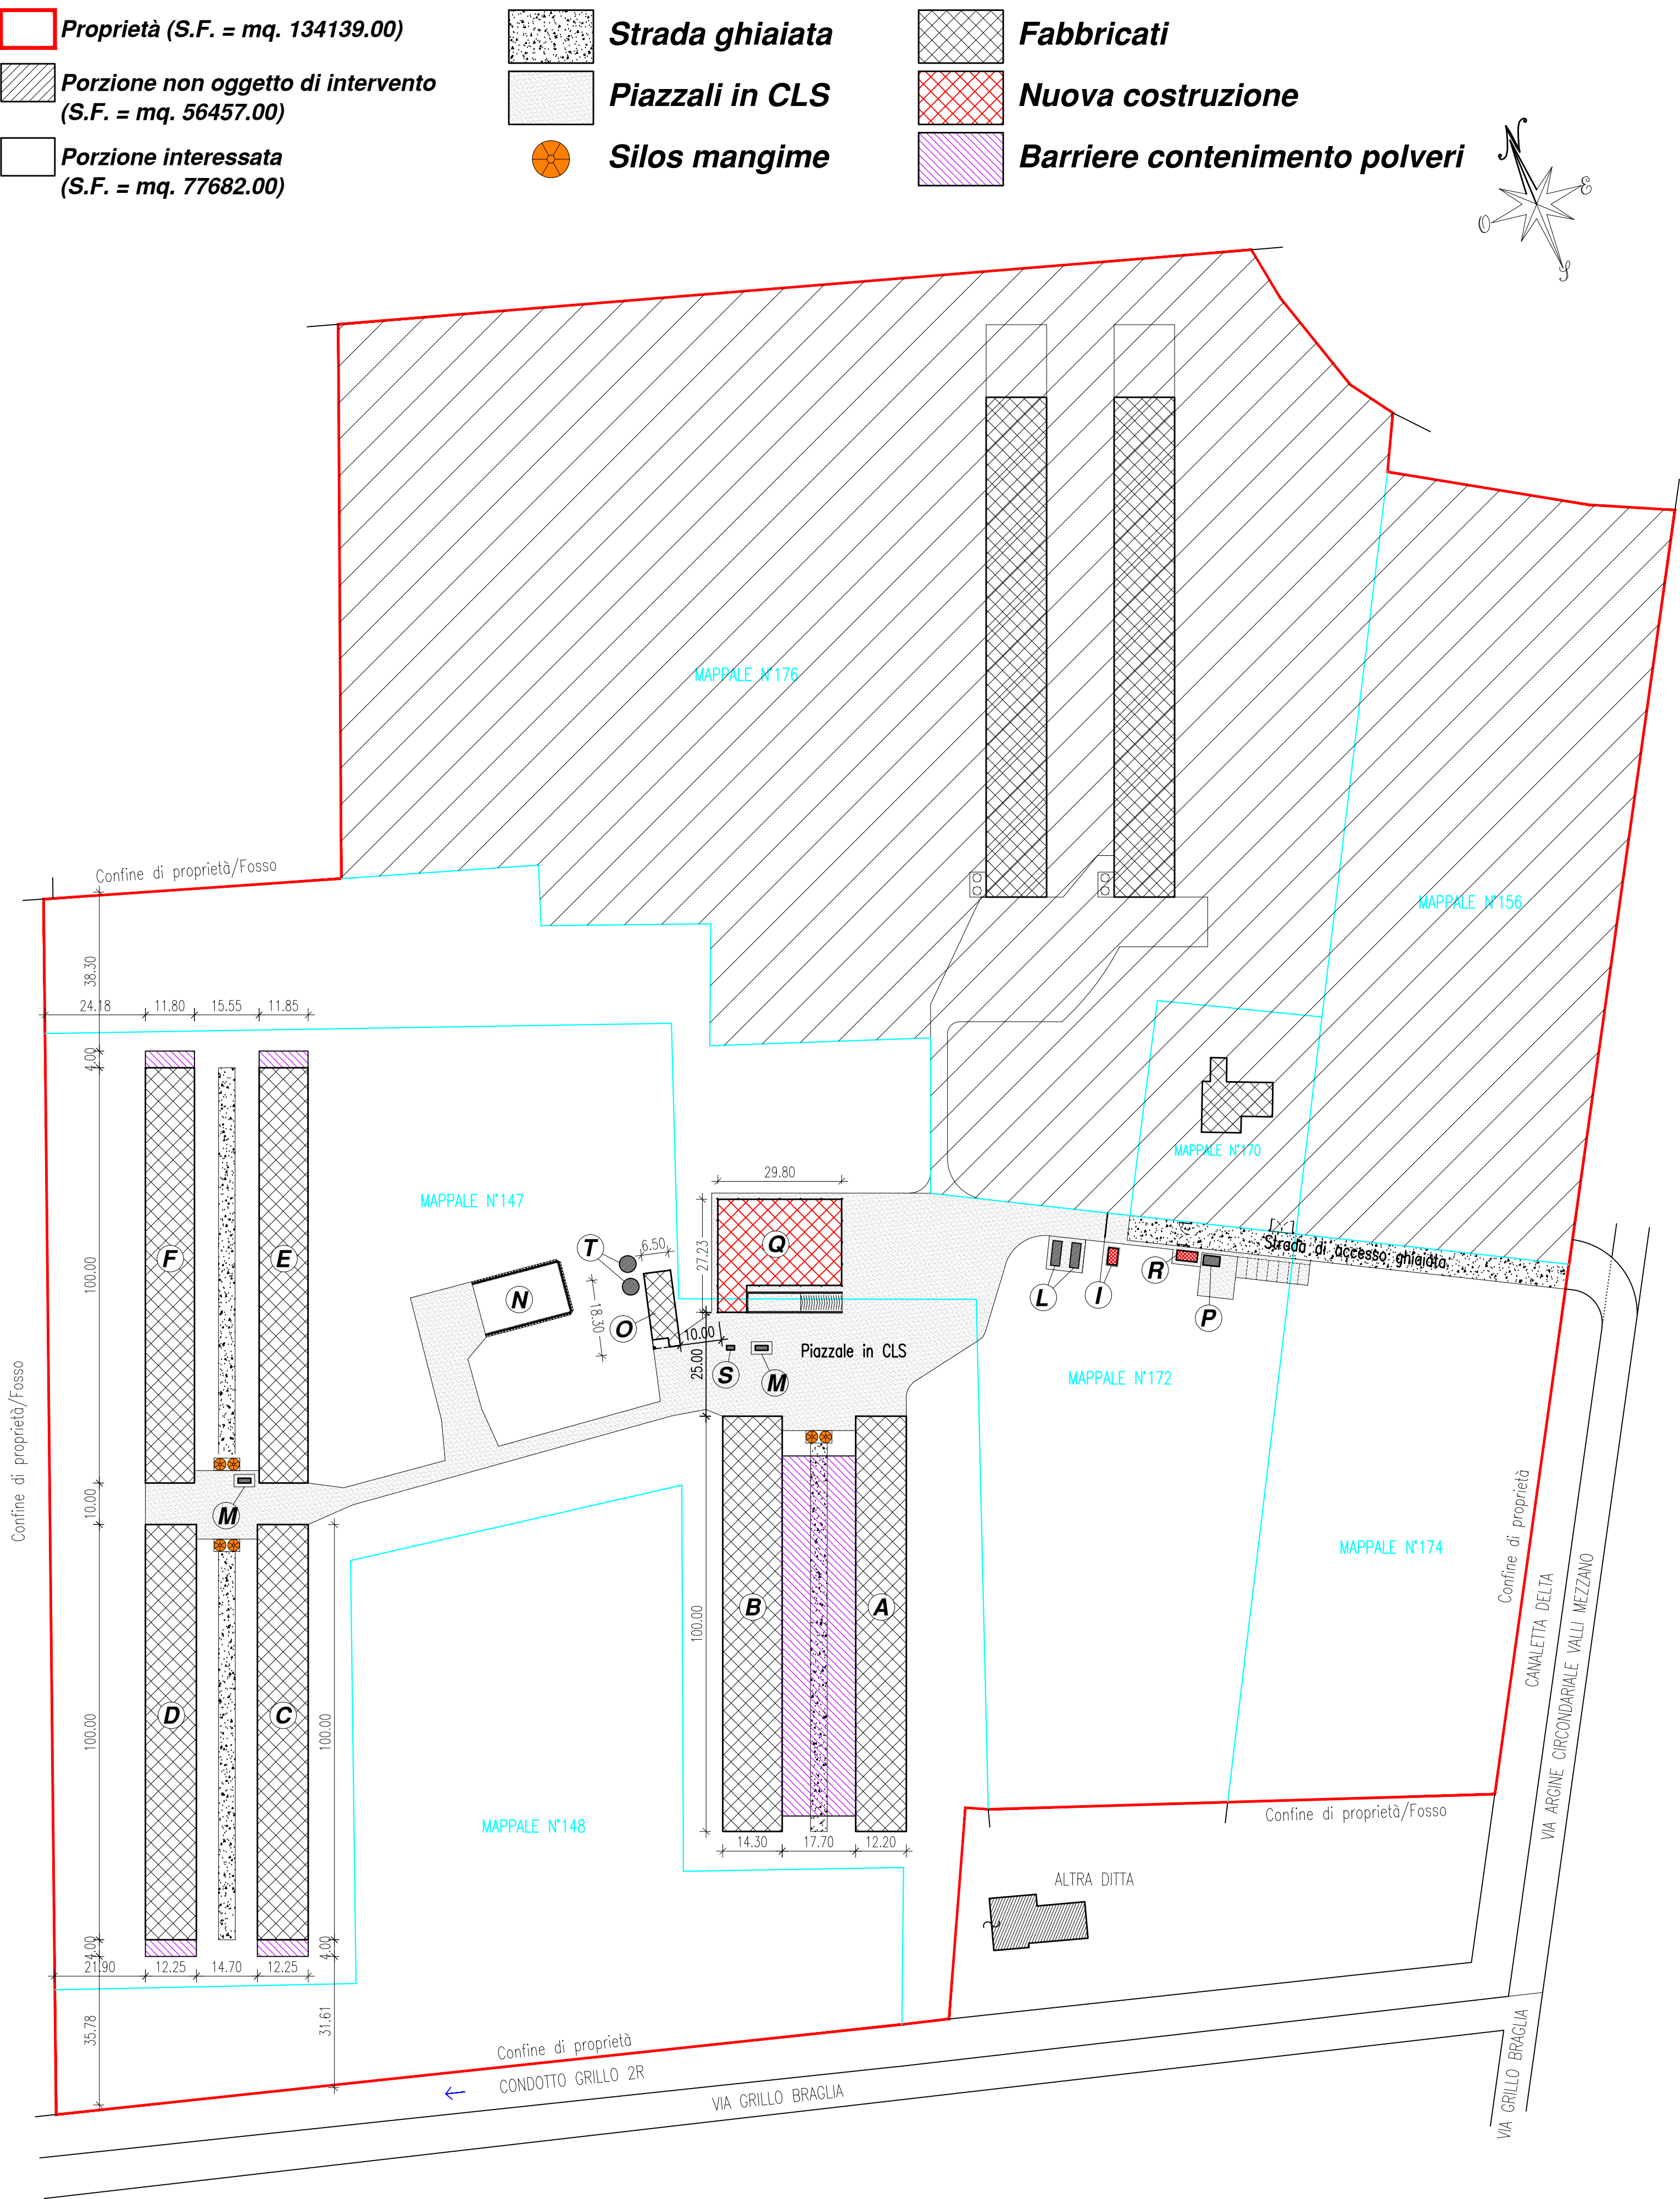 Proprietà (S.F. = mq. 134139.00)
Porzione non oggetto di intervento
(S.F. = mq. 56457.00)
Porzione interessata
(S.F. = mq. 77682.00)
Strada ghiaiata
Piazzali in CLS
Silos mangime
Fabbricati
Nuova costruzione
Barriere contenimento polveri
N
E
O
S
MAPPALE N°176
MAPPALE N°156
Confine di proprietà/Fosso
38.30
24.18
11.80
15.55
11.85
4.00
MAPPALE N°170
MAPPALE N°147
29.80
27.23
F
E
T
6.50
Q
Strada di accesso ghiaiata
100.00
N
18.30
O
10.00
L
I
R
P
25.00
S
M
Piazzale in CLS
MAPPALE N°172
Confine di proprietà/Fosso
10.00
M
MAPPALE N°174
Confine di proprietà
CANALETTA DELTA
VIA ARGINE CIRCONDARIALE VALLI MEZZANO
B
A
100.00
D
C
100.00
100.00
MAPPALE N°148
14.30
17.70
12.20
Confine di proprietà/Fosso
ALTRA DITTA
4.00
4.00
21.90
12.25
14.70
12.25
35.78
31.61
Confine di proprietà
CONDOTTO GRILLO 2R
VIA GRILLO BRAGLIA
VIA GRILLO BRAGLIA